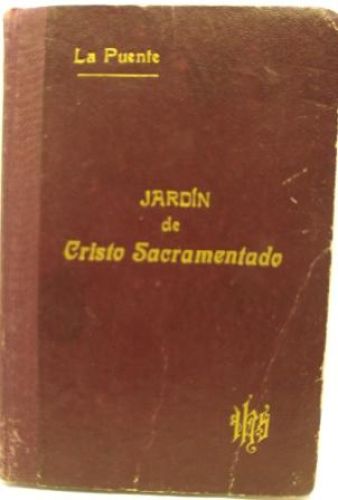 La Puente
JARDÍN
de
Cristo Sacramentado
ihs